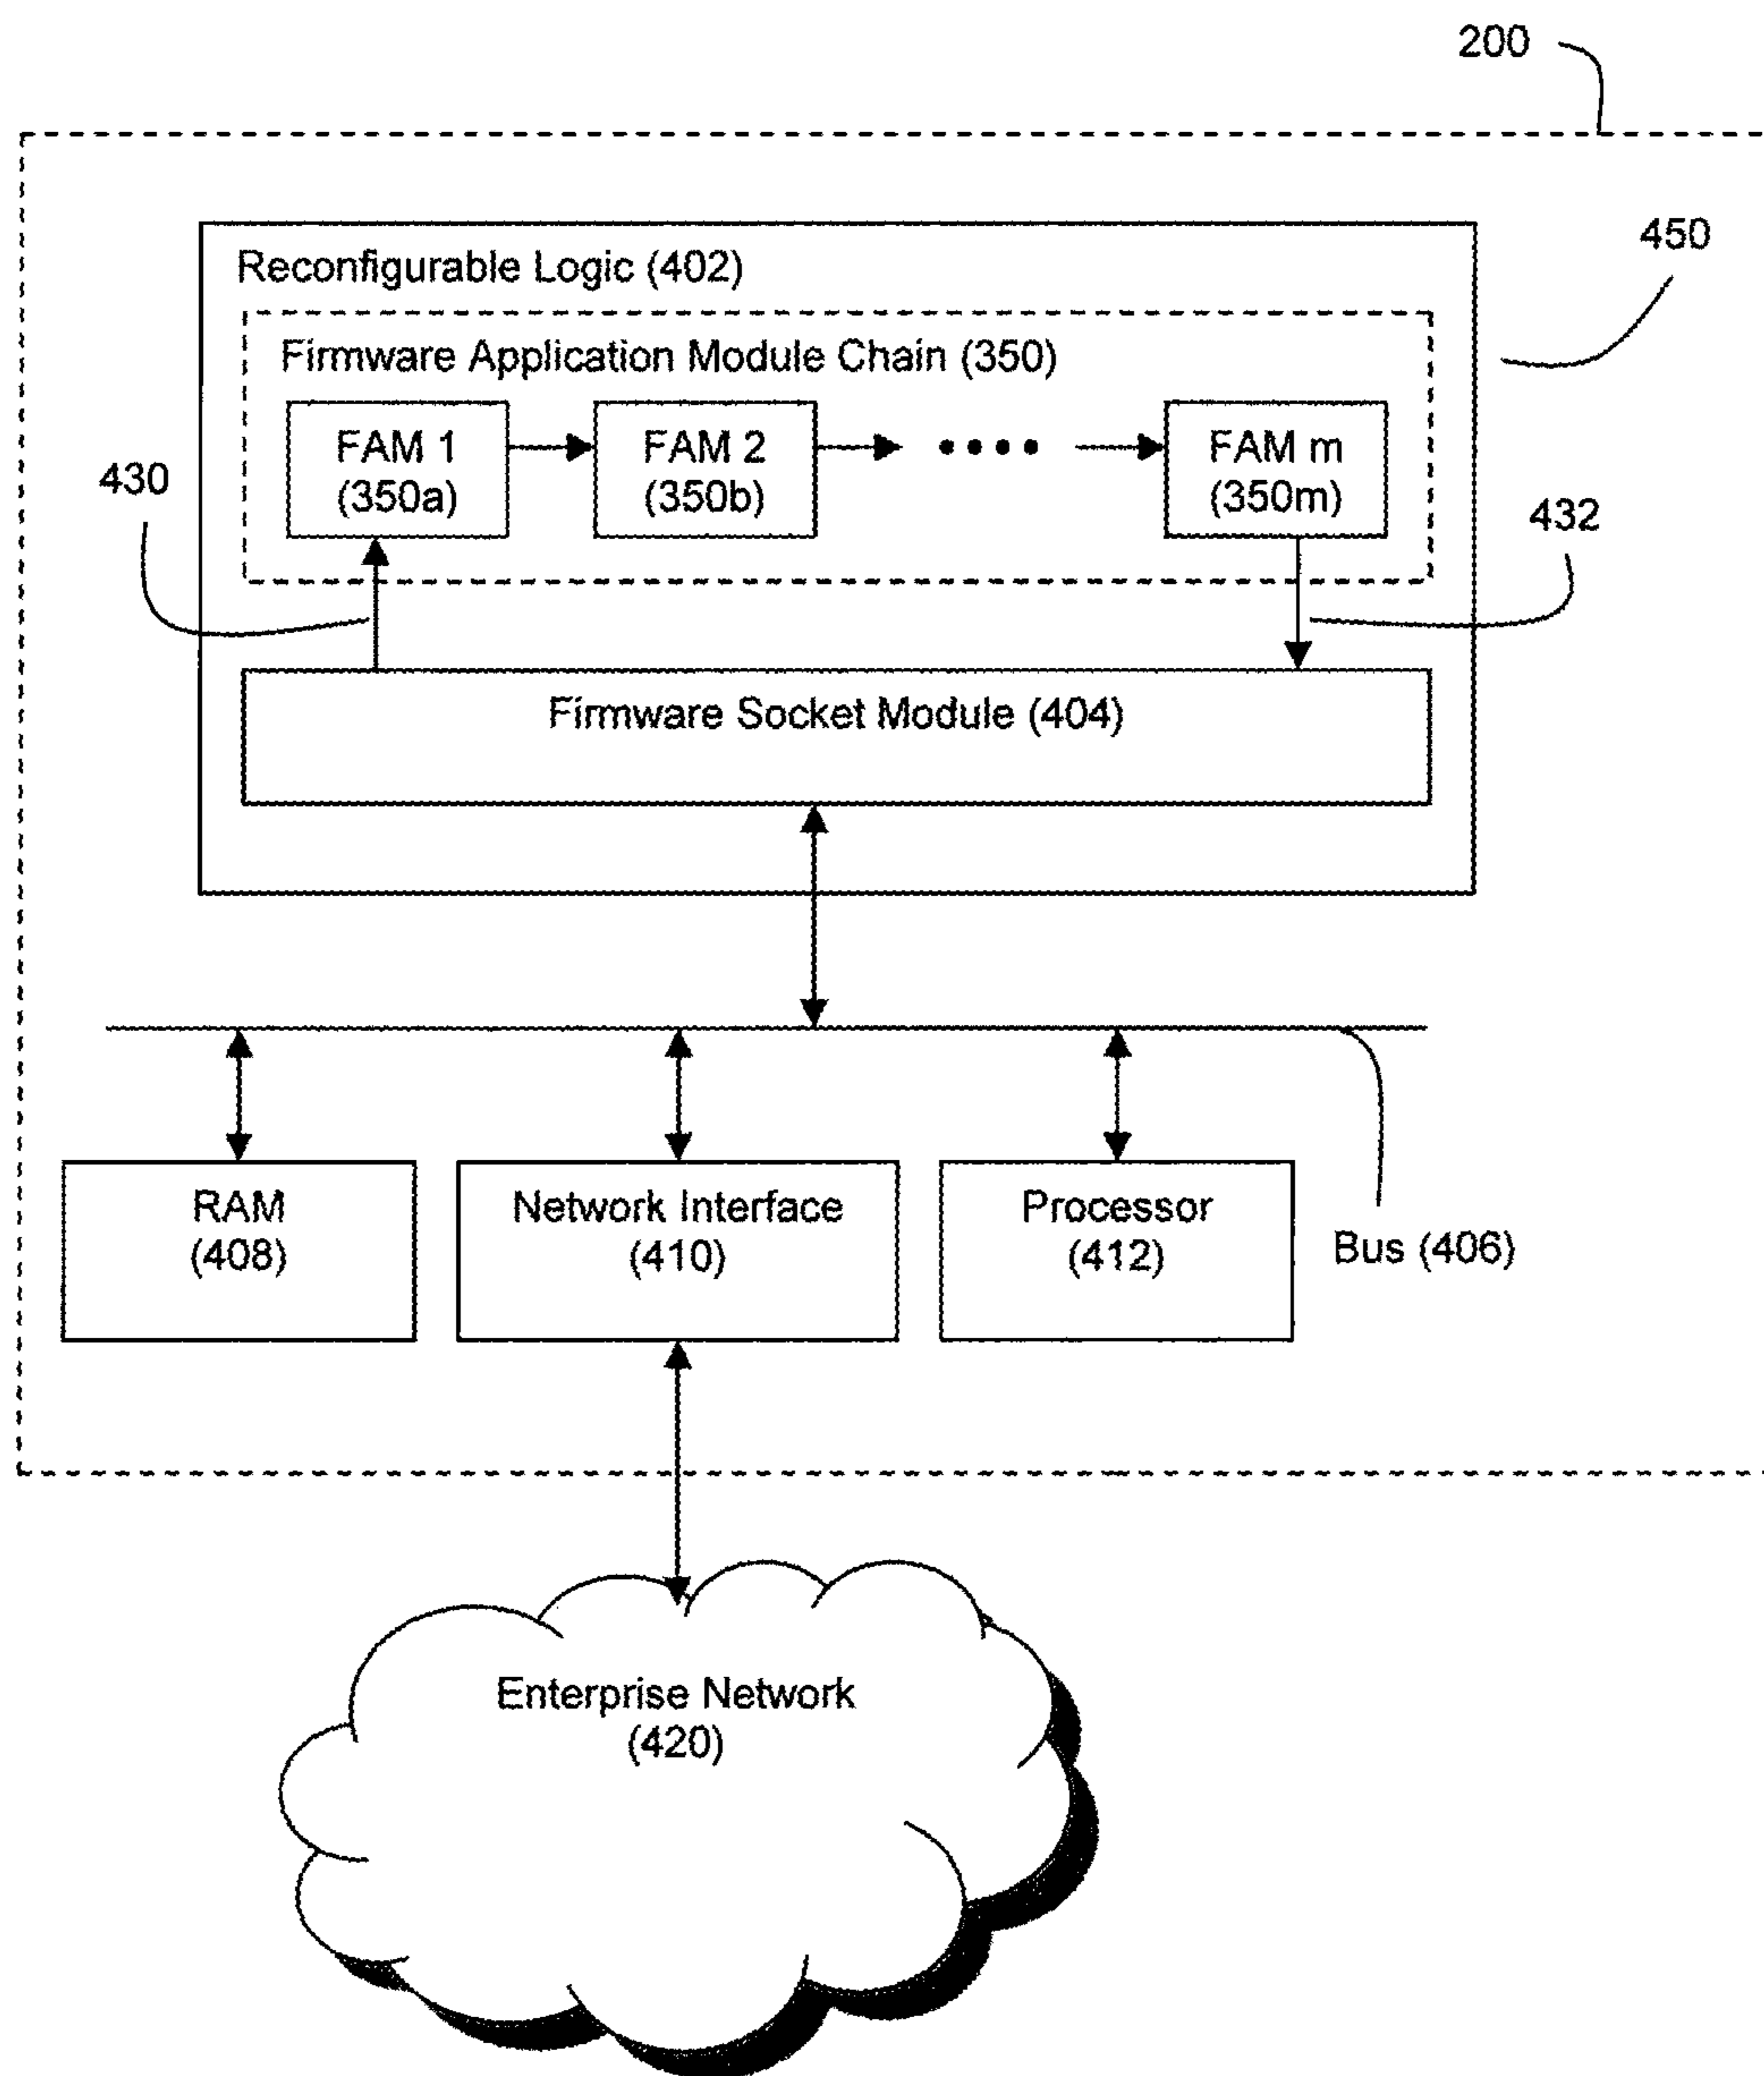 200
450
Reconfigurable Logic (402)
Firmware Application Module Chain (350)
FAM 1
(350a)
FAM 2
(350b)
FAM m
(350m)
430
432
Firmware Socket Module (404)
RAM
(408)
Network Interface
(410)
Processor
(412)
Bus (406)
Enterprise Network
(420)